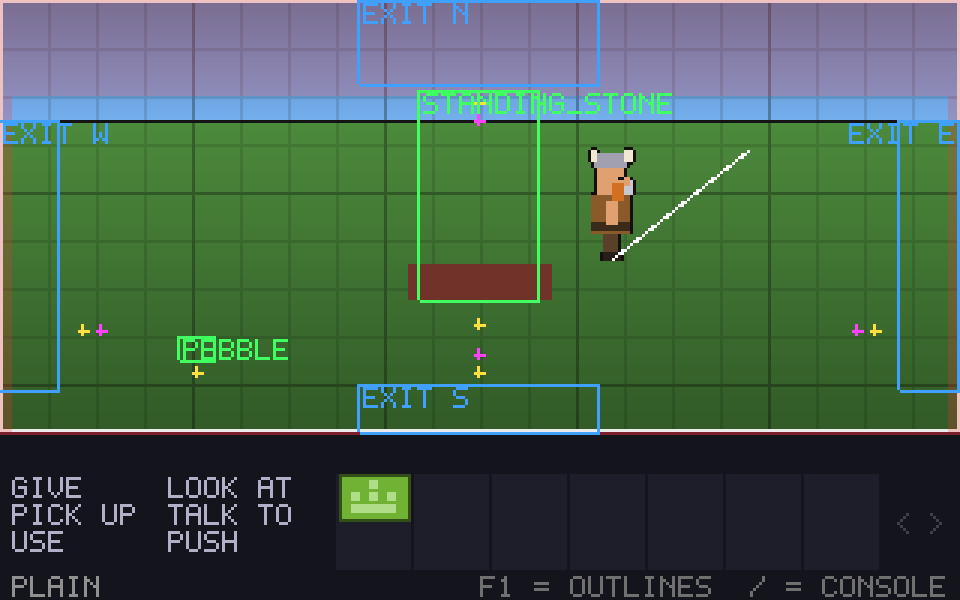 EXIT N
STANDING_STONE
EXIT W
EXIT E
PEBBLE
EXIT S
GIVE
LOOK AT
PICK UP
TALK TO
USE
PUSH
PLAIN
F1 = OUTLINES / = CONSOLE